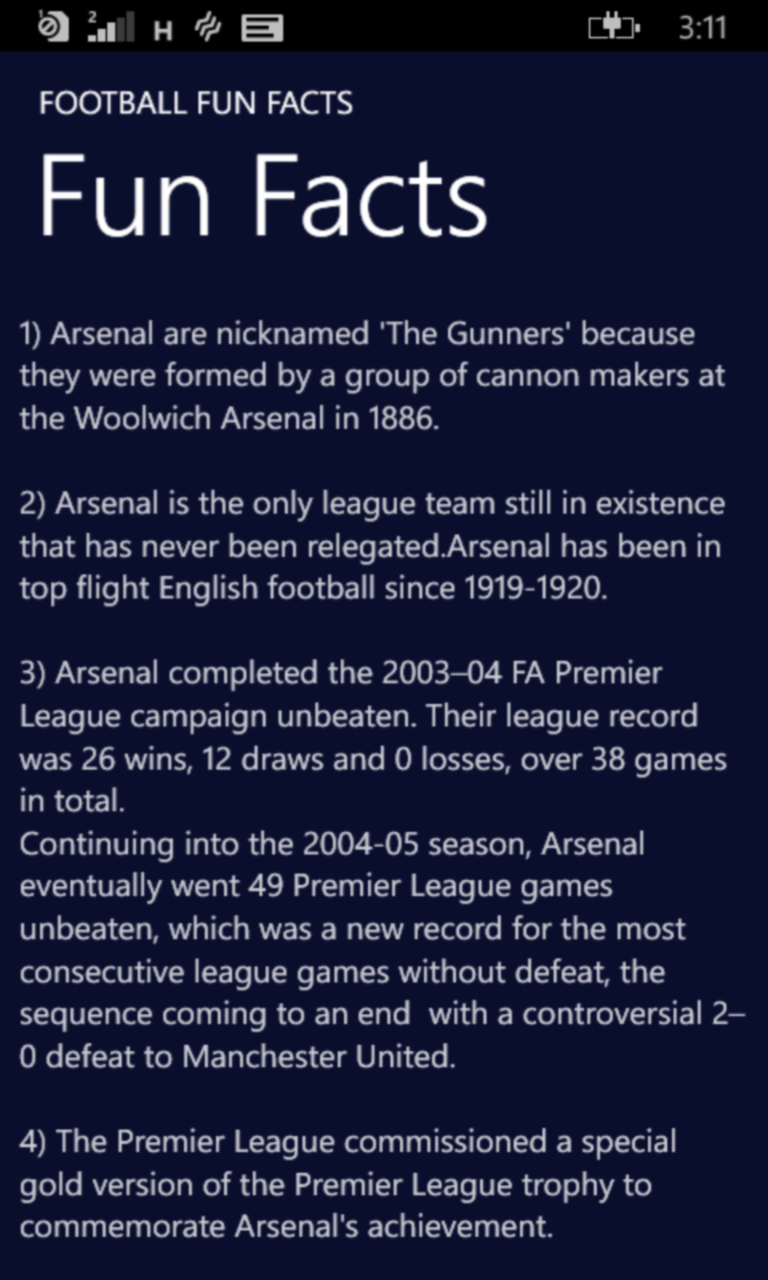 2 H 3:11
FOOTBALL FUN FACTS
Fun Facts
1) Arsenal are nicknamed 'The Gunners' because
they were formed by a group of cannon makers at
the Woolwich Arsenal in 1886.
2) Arsenal is the only league team still in existence
that has never been relegated.Arsenal has been in
top flight English football since 1919-1920.
3) Arsenal completed the 2003–04 FA Premier
League campaign unbeaten. Their league record
was 26 wins, 12 draws and 0 losses, over 38 games
in total.
Continuing into the 2004-05 season, Arsenal
eventually went 49 Premier League games
unbeaten, which was a new record for the most
consecutive league games without defeat, the
sequence coming to an end  with a controversial 2–
0 defeat to Manchester United.
4) The Premier League commissioned a special
gold version of the Premier League trophy to
commemorate Arsenal's achievement.